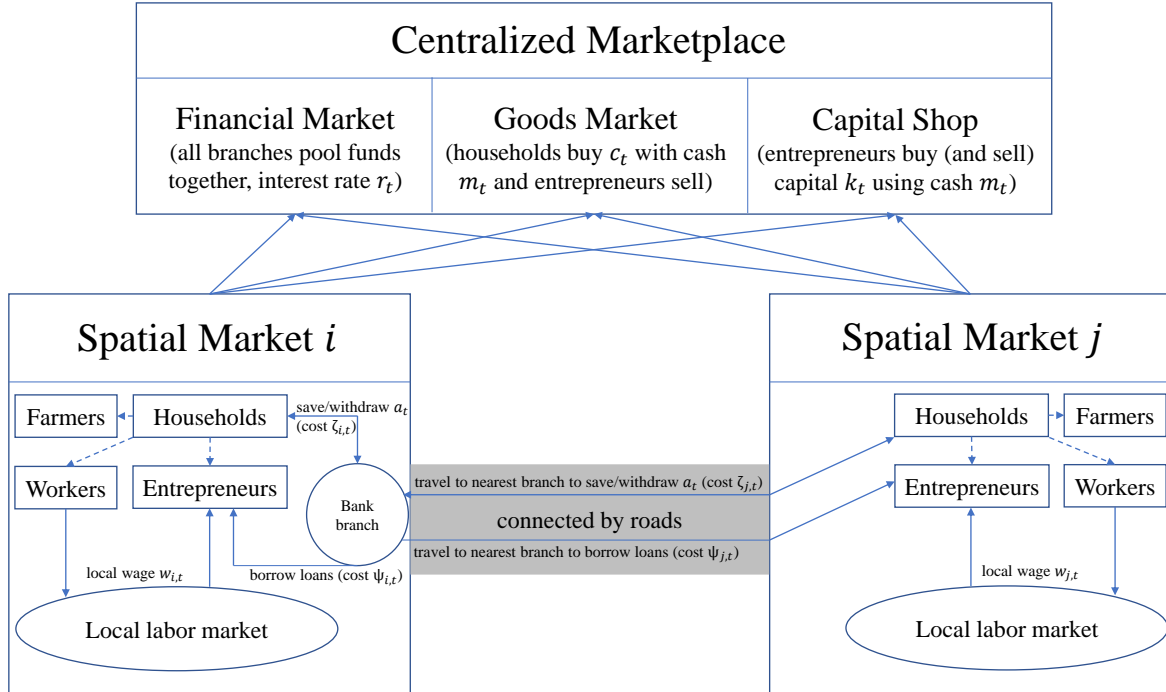 Centralized Marketplace
Financial Market
(all branches pool funds
together, interest rate r_t)
Goods Market
(households buy c_t with cash
m_t and entrepreneurs sell)
Capital Shop
(entrepreneurs buy (and sell)
capital k_t using cash m_t)
Spatial Market i
Farmers
Households
save/withdraw a_t
(cost ζ_{i,t})
Workers
Entrepreneurs
Bank
branch
borrow loans (cost ψ_{i,t})
local wage w_{i,t}
Local labor market
travel to nearest branch to save/withdraw a_t (cost ζ_{j,t})
connected by roads
travel to nearest branch to borrow loans (cost ψ_{j,t})
Spatial Market j
Households
Farmers
Entrepreneurs
Workers
local wage w_{j,t}
Local labor market